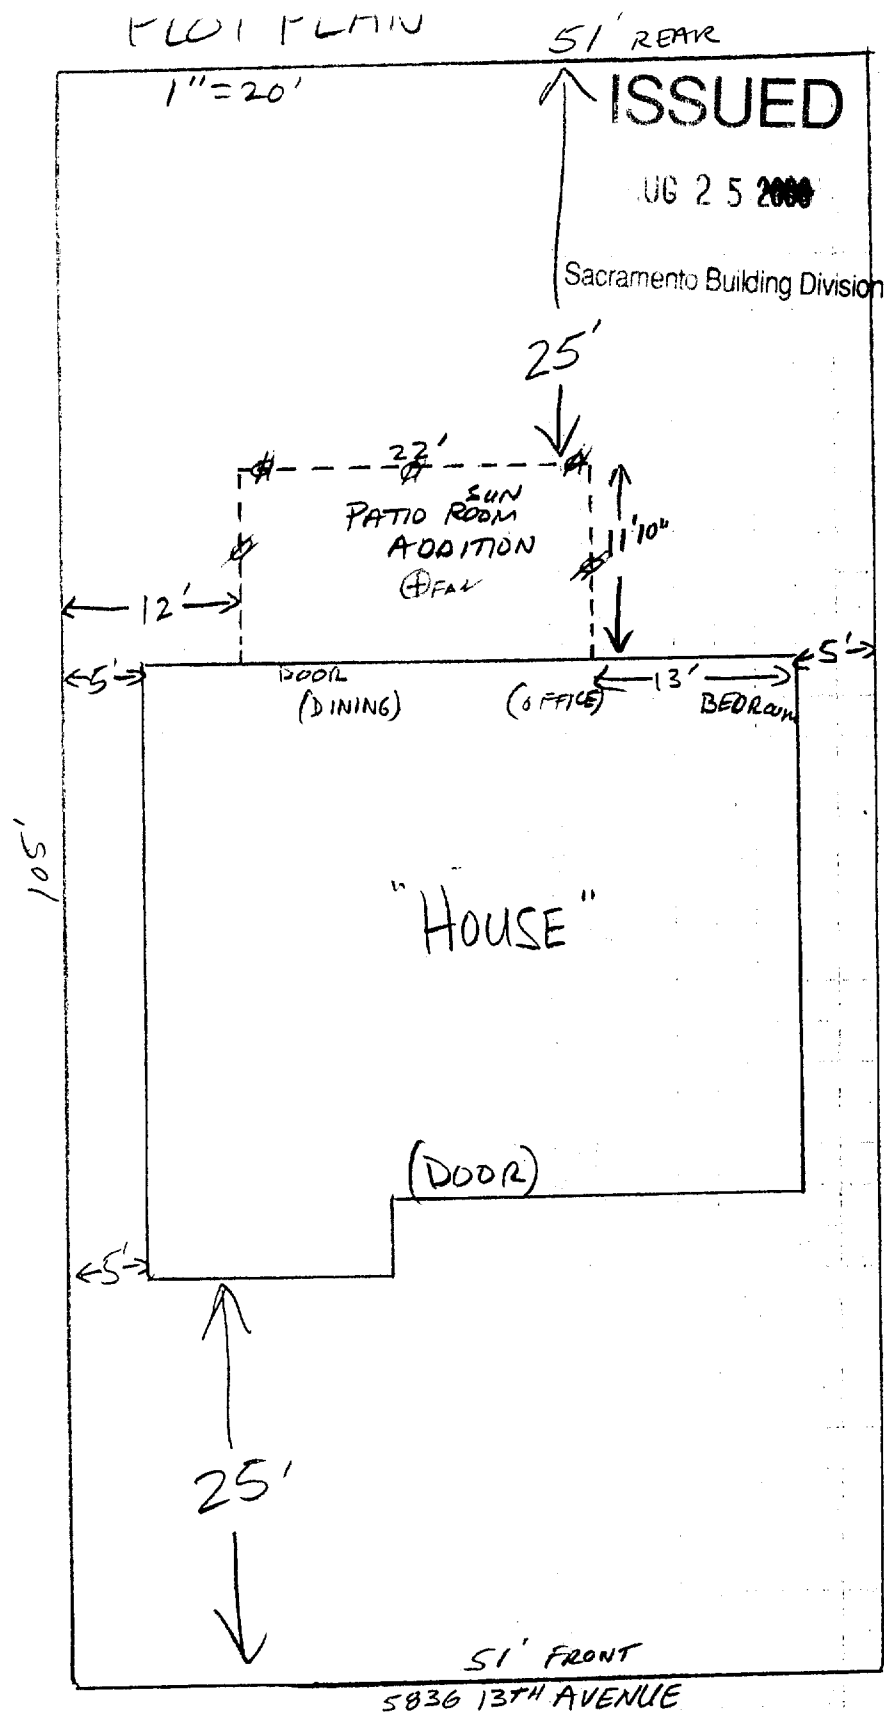 PLOT PLAN
51' REAR
1"=20'
ISSUED
UG 25 2000
Sacramento Building Division
25'
22'
SUN
PATIO ROOM
ADDITION
FAN
11'10"
12'
5'
5'
DOOR
(DINING)
(OFFICE)
13'
BEDROOM
105'
"HOUSE"
(DOOR)
5'
25'
51' FRONT
5836 13TH AVENUE